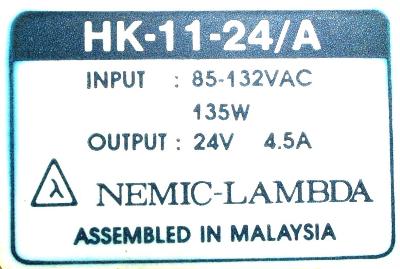 HK-11-24/A
INPUT : 85-132VAC
135W
OUTPUT : 24V 4.5A
λ NEMIC-LAMBDA
ASSEMBLED IN MALAYSIA